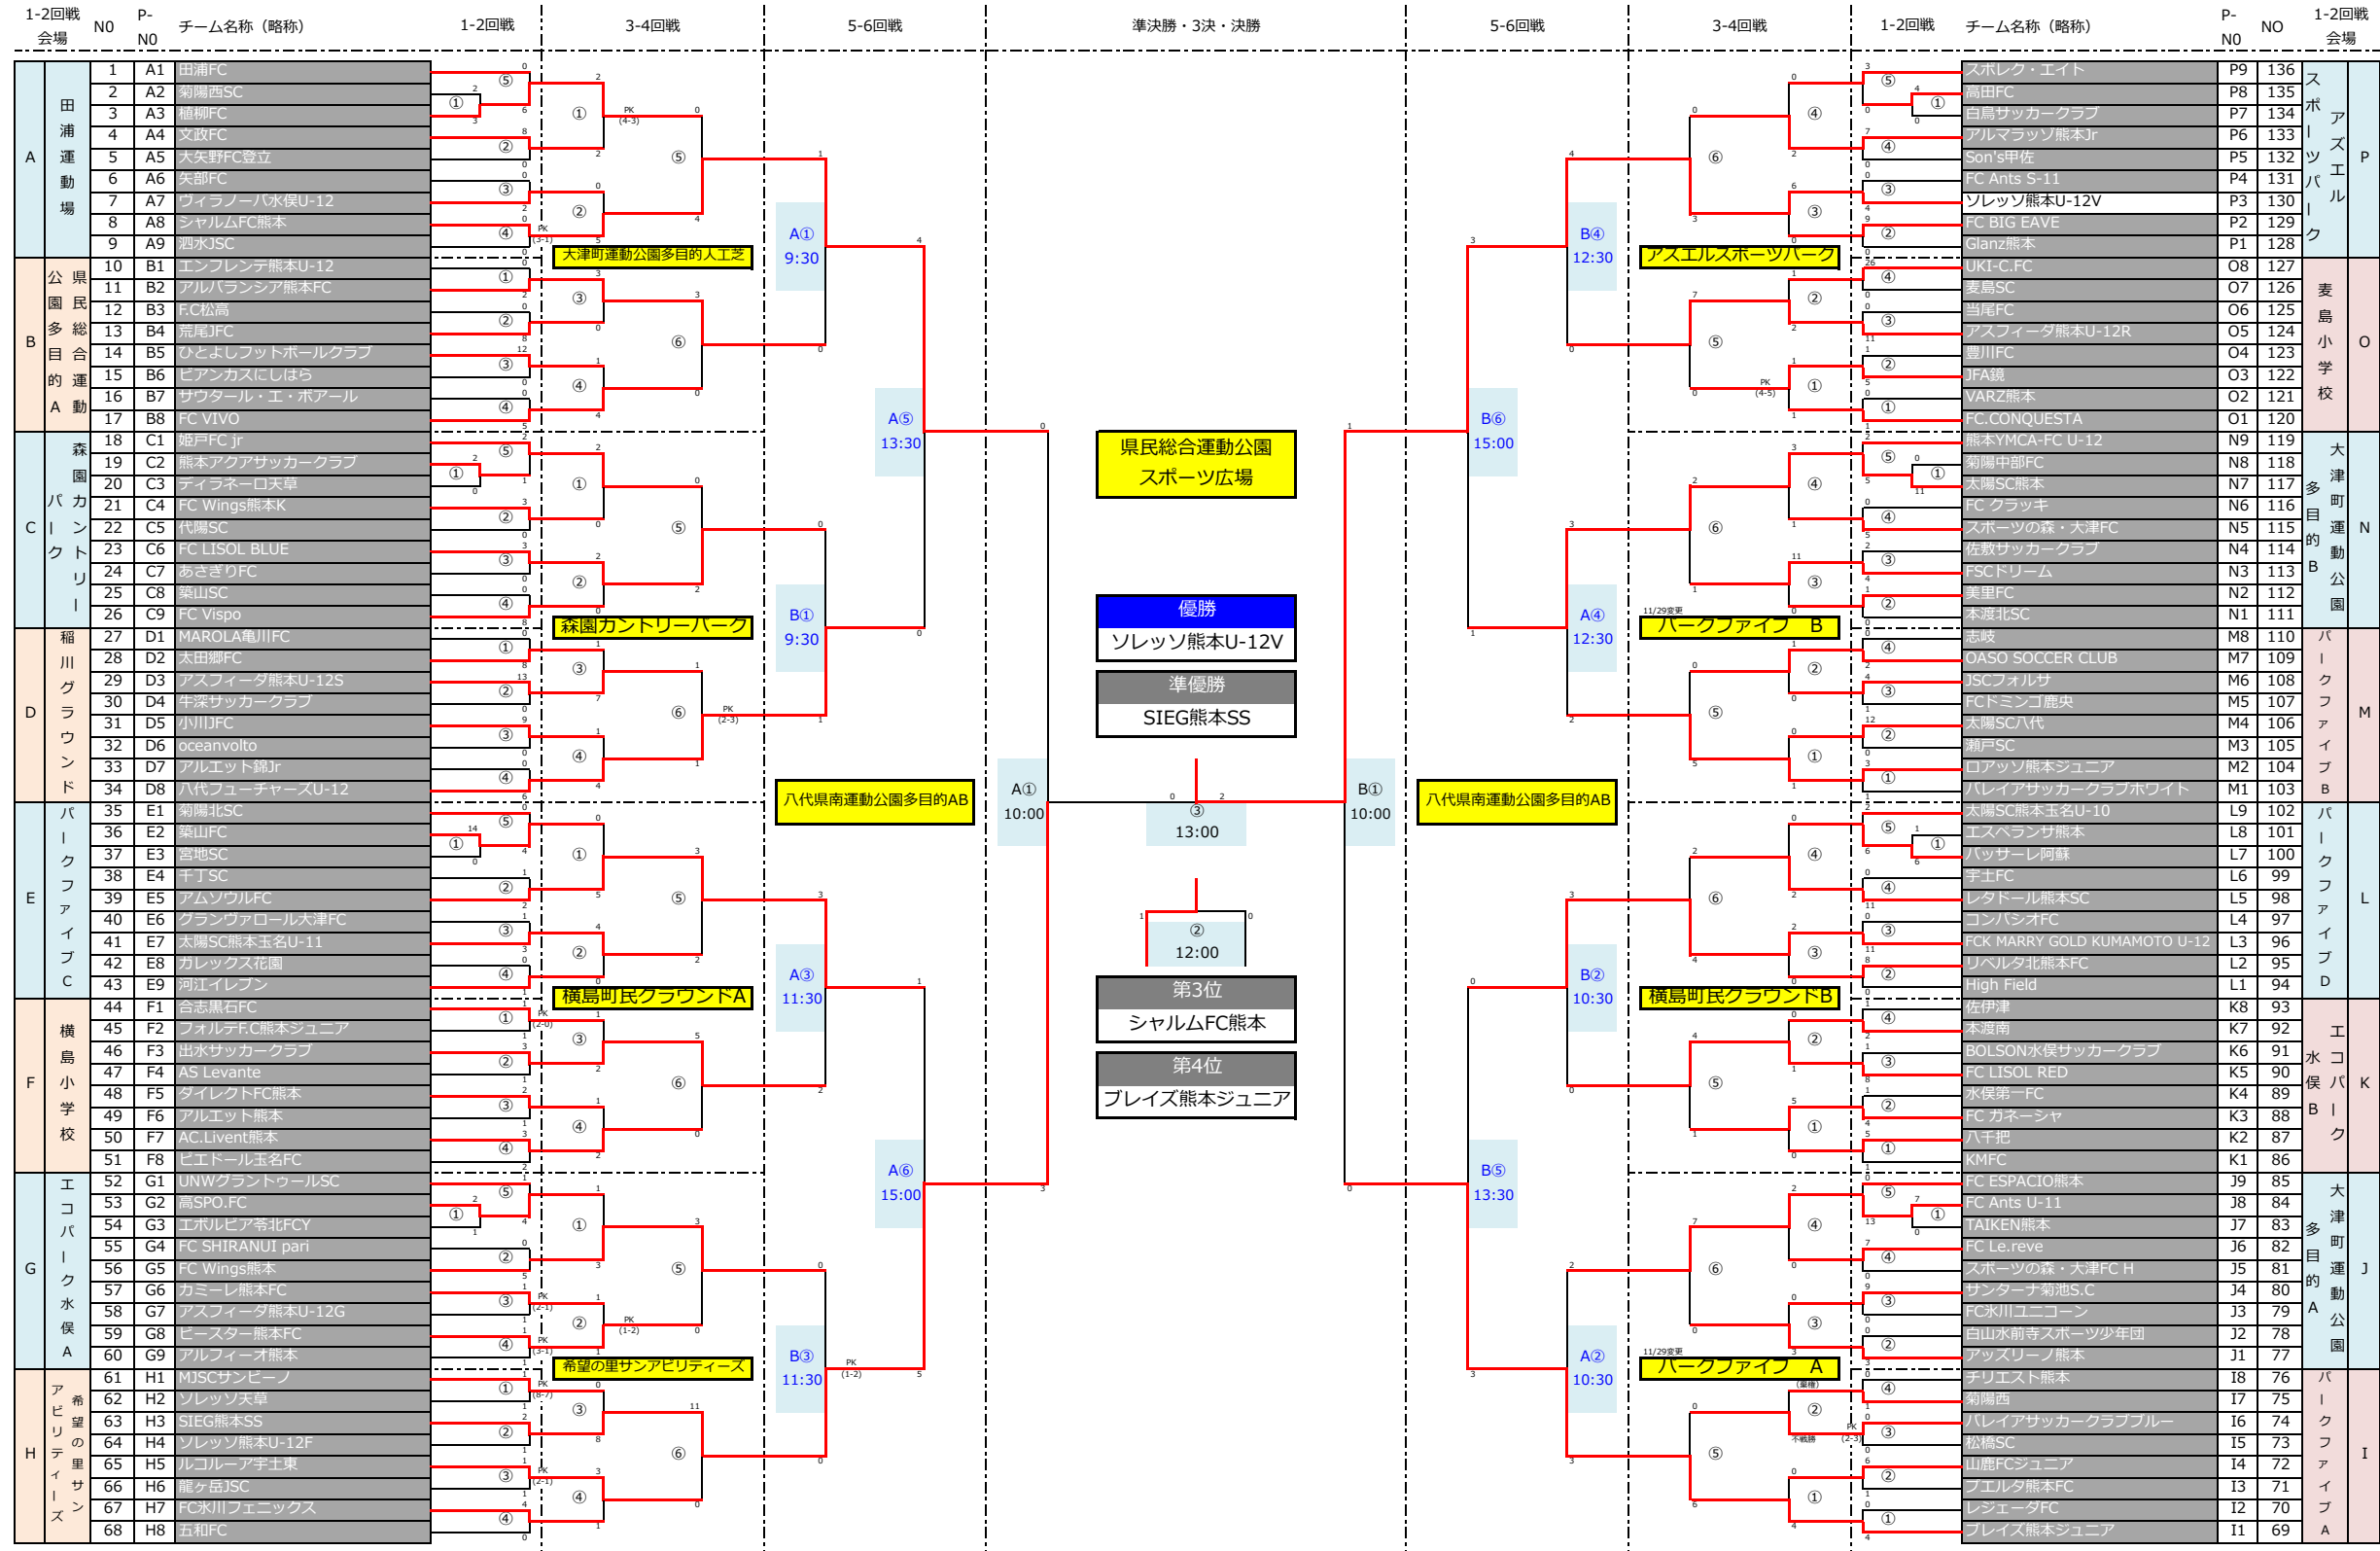 1-2回戦
会場
N0
P-
N0
チーム名称（略称）
1-2回戦
3-4回戦
5-6回戦
準決勝・3決・決勝
5-6回戦
3-4回戦
1-2回戦
チーム名称（略称）
P-
N0
NO
1-2回戦
会場
A 田浦運動場
1 A1 田浦FC
2 A2 菊陽西SC
3 A3 植柳FC
4 A4 文政FC
5 A5 大矢野FC登立
6 A6 矢部FC
7 A7 ヴィラノーバ水俣U-12
8 A8 シャルムFC熊本
9 A9 泗水JSC
B 県民総合運動公園多目的A
10 B1 エンフレンテ熊本U-12
11 B2 アルバランシア熊本FC
12 B3 F.C松高
13 B4 荒尾JFC
14 B5 ひとよしフットボールクラブ
15 B6 ビアンカスにしはら
16 B7 サウタール・エ・ボアール
17 B8 FC VIVO
C 森園カントリーパーク
18 C1 姫戸FC jr
19 C2 熊本アクアサッカークラブ
20 C3 ディラネーロ天草
21 C4 FC Wings熊本K
22 C5 代陽SC
23 C6 FC LISOL BLUE
24 C7 あさぎりFC
25 C8 築山SC
26 C9 FC Vispo
D 稲川グラウンド
27 D1 MAROLA亀川FC
28 D2 太田郷FC
29 D3 アスフィーダ熊本U-12S
30 D4 牛深サッカークラブ
31 D5 小川JFC
32 D6 oceanvolto
33 D7 アルエット錦Jr
34 D8 八代フューチャーズU-12
E パークファイブC
35 E1 菊陽北SC
36 E2 築山FC
37 E3 宮地SC
38 E4 千丁SC
39 E5 アムソウルFC
40 E6 グランヴァロール大津FC
41 E7 太陽SC熊本玉名U-11
42 E8 カレックス花園
43 E9 河江イレブン
F 横島小学校
44 F1 合志黒石FC
45 F2 フォルテF.C熊本ジュニア
46 F3 出水サッカークラブ
47 F4 AS Levante
48 F5 ダイレクトFC熊本
49 F6 アルエット熊本
50 F7 AC.Livent熊本
51 F8 ピエドール玉名FC
G エコパーク水俣A
52 G1 UNWグラントゥールSC
53 G2 高SPO.FC
54 G3 エボルビア苓北FCY
55 G4 FC SHIRANUI pari
56 G5 FC Wings熊本
57 G6 カミーレ熊本FC
58 G7 アスフィーダ熊本U-12G
59 G8 ビースター熊本FC
60 G9 アルフィーオ熊本
H 希望の里サンアビリティーズ
61 H1 MJSCサンビーノ
62 H2 ソレッソ天草
63 H3 SIEG熊本SS
64 H4 ソレッソ熊本U-12F
65 H5 ルコルーア宇土東
66 H6 龍ヶ岳JSC
67 H7 FC氷川フェニックス
68 H8 五和FC
大津町運動公園多目的人工芝
森園カントリーパーク
横島町民グラウンドA
希望の里サンアビリティーズ
A① 9:30
B① 9:30
A③ 11:30
B③ 11:30
A⑤ 13:30
A⑥ 15:00
八代県南運動公園多目的AB
A① 10:00
県民総合運動公園
スポーツ広場
優勝
ソレッソ熊本U-12V
準優勝
SIEG熊本SS
0 2
③
13:00
1 0
②
12:00
第3位
シャルムFC熊本
第4位
ブレイズ熊本ジュニア
B① 10:00
八代県南運動公園多目的AB
B⑥ 15:00
B⑤ 13:30
B④ 12:30
A④ 12:30
B② 10:30
A② 10:30
アスエルスポーツパーク
11/29変更
パークファイブ　B
横島町民グラウンドB
11/29変更
パークファイブ　A
スポレク・エイト P9 136
高田FC P8 135
白鳥サッカークラブ P7 134
アルマラッゾ熊本Jr P6 133
Son's甲佐 P5 132
FC Ants S-11 P4 131
ソレッソ熊本U-12V P3 130
FC BIG EAVE P2 129
Glanz熊本 P1 128
アズエルスポーツパーク P
UKI-C.FC O8 127
麦島SC O7 126
当尾FC O6 125
アスフィーダ熊本U-12R O5 124
豊川FC O4 123
JFA鏡 O3 122
VARZ熊本 O2 121
FC.CONQUESTA O1 120
麦島小学校 O
熊本YMCA-FC U-12 N9 119
菊陽中部FC N8 118
太陽SC熊本 N7 117
FC クラッキ N6 116
スポーツの森・大津FC N5 115
佐敷サッカークラブ N4 114
FSCドリーム N3 113
美里FC N2 112
本渡北SC N1 111
大津町運動公園多目的B N
志岐 M8 110
OASO SOCCER CLUB M7 109
JSCフォルサ M6 108
FCドミンゴ鹿央 M5 107
太陽SC八代 M4 106
瀬戸SC M3 105
ロアッソ熊本ジュニア M2 104
バレイアサッカークラブホワイト M1 103
パークファイブB M
太陽SC熊本玉名U-10 L9 102
エスペランサ熊本 L8 101
パッサーレ阿蘇 L7 100
宇土FC L6 99
レタドール熊本SC L5 98
コンパシオFC L4 97
FCK MARRY GOLD KUMAMOTO U-12 L3 96
リベルタ北熊本FC L2 95
High Field L1 94
パークファイブD L
佐伊津 K8 93
本渡南 K7 92
BOLSON水俣サッカークラブ K6 91
FC LISOL RED K5 90
水俣第一FC K4 89
FC ガネーシャ K3 88
八千把 K2 87
KMFC K1 86
エコパーク水俣B K
FC ESPACIO熊本 J9 85
FC Ants U-11 J8 84
TAIKEN熊本 J7 83
FC Le.reve J6 82
スポーツの森・大津FC H J5 81
サンターナ菊池S.C J4 80
FC氷川ユニコーン J3 79
白山水前寺スポーツ少年団 J2 78
アッズリーノ熊本 J1 77
大津町運動公園多目的A J
チリエスト熊本 I8 76
菊陽西 I7 75
バレイアサッカークラブブルー I6 74
松橋SC I5 73
山鹿FCジュニア I4 72
プエルタ熊本FC I3 71
レジェーダFC I2 70
ブレイズ熊本ジュニア I1 69
パークファイブA I